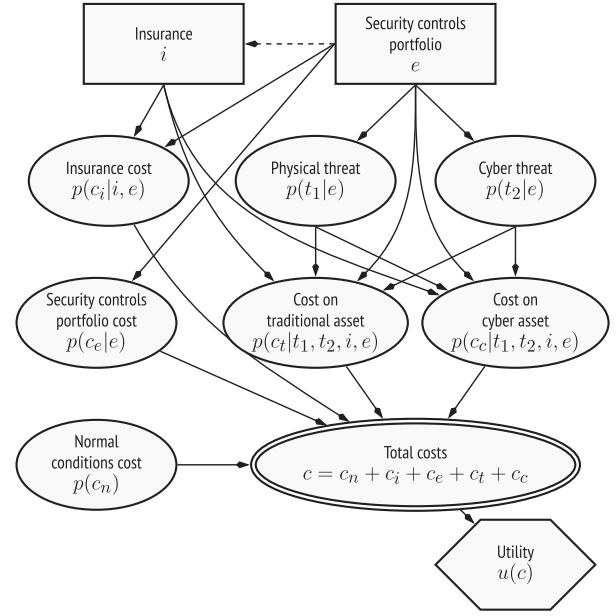 Insurance
i
Security controls
portfolio
e
Insurance cost
p(c_i|i, e)
Physical threat
p(t_1|e)
Cyber threat
p(t_2|e)
Security controls
portfolio cost
p(c_e|e)
Cost on
traditional asset
p(c_t|t_1, t_2, i, e)
Cost on
cyber asset
p(c_c|t_1, t_2, i, e)
Normal
conditions cost
p(c_n)
Total costs
c = c_n + c_i + c_e + c_t + c_c
Utility
u(c)